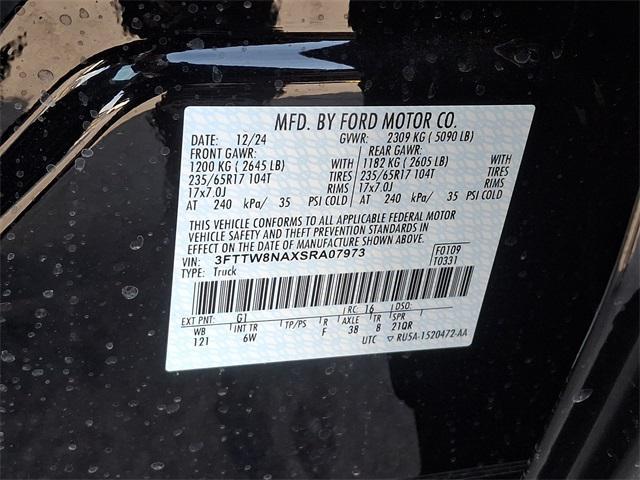 MFD. BY FORD MOTOR CO.
DATE: 12/24 GVWR: 2309 KG ( 5090 LB)
FRONT GAWR: REAR GAWR:
1200 KG ( 2645 LB) WITH 1182 KG ( 2605 LB) WITH
235/65R17 104T TIRES 235/65R17 104T TIRES
17x7.0J RIMS 17x7.0J RIMS
AT 240 kPa/ 35 PSI COLD AT 240 kPa/ 35 PSI COLD
THIS VEHICLE CONFORMS TO ALL APPLICABLE FEDERAL MOTOR
VEHICLE SAFETY AND THEFT PREVENTION STANDARDS IN
EFFECT ON THE DATE OF MANUFACTURE SHOWN ABOVE.
VIN: 3FTTW8NAXSRA07973 F0109
TYPE: Truck T0331
EXT PNT: G1 RC: 16 DSO:
WB INT TR TP/PS R AXLE TR SPR
121 6W F 38 8 21QR
UTC ▽ RU5A-1520472-AA